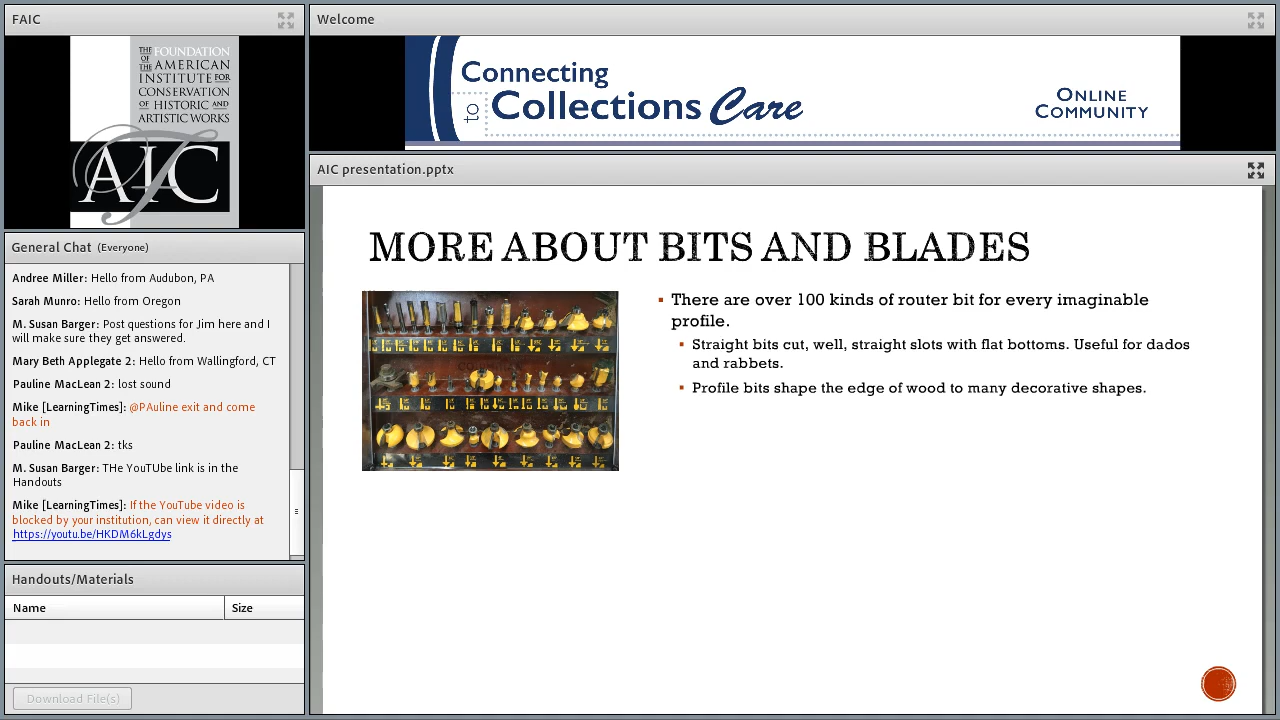 FAIC
THE FOUNDATION
OF THE AMERICAN
INSTITUTE FOR
CONSERVATION
OF HISTORIC AND
ARTISTIC WORKS
AIC
General Chat (Everyone)
Andree Miller: Hello from Audubon, PA
Sarah Munro: Hello from Oregon
M. Susan Barger: Post questions for Jim here and I
will make sure they get answered.
Mary Beth Applegate 2: Hello from Wallingford, CT
Pauline MacLean 2: lost sound
Mike [LearningTimes]: @PAuline exit and come
back in
Pauline MacLean 2: tks
M. Susan Barger: THe YouTUbe link is in the
Handouts
Mike [LearningTimes]: If the YouTube video is
blocked by your institution, can view it directly at
https://youtu.be/HKDM6kLgdys
Handouts/Materials
Name Size
Download File(s)
Welcome
Connecting
to Collections Care
ONLINE
COMMUNITY
AIC presentation.pptx
MORE ABOUT BITS AND BLADES
There are over 100 kinds of router bit for every imaginable
profile.
Straight bits cut, well, straight slots with flat bottoms. Useful for dados
and rabbets.
Profile bits shape the edge of wood to many decorative shapes.